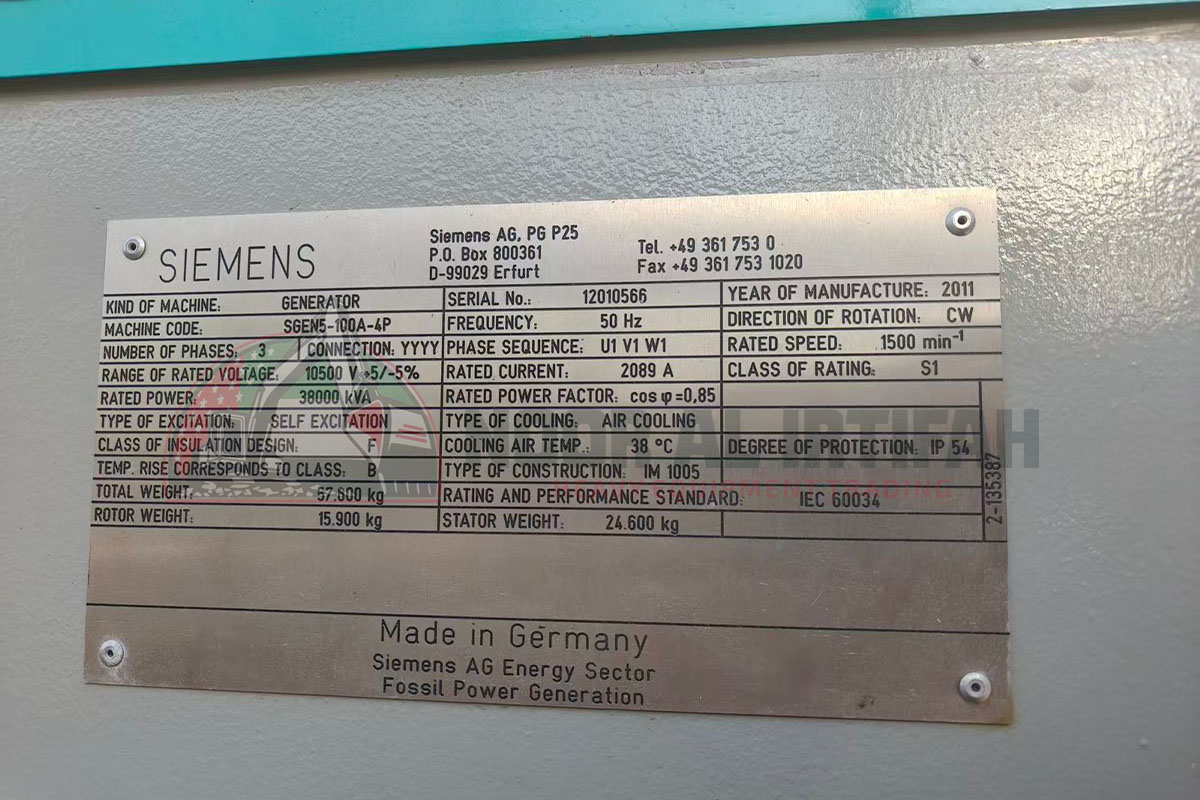 SIEMENS
Siemens AG, PG P25
P.O. Box 800361
D-99029 Erfurt
Tel. +49 361 753 0
Fax +49 361 753 1020
KIND OF MACHINE: GENERATOR SERIAL No.: 12010566 YEAR OF MANUFACTURE: 2011
MACHINE CODE: SGEN5-100A-4P FREQUENCY: 50 Hz DIRECTION OF ROTATION: CW
NUMBER OF PHASES: 3 CONNECTION: YYYY PHASE SEQUENCE: U1 V1 W1 RATED SPEED: 1500 min⁻¹
RANGE OF RATED VOLTAGE: 10500 V +5/-5% RATED CURRENT: 2089 A CLASS OF RATING: S1
RATED POWER: 38000 kVA RATED POWER FACTOR: cos φ=0,85
TYPE OF EXCITATION: SELF EXCITATION TYPE OF COOLING: AIR COOLING
CLASS OF INSULATION DESIGN: F COOLING AIR TEMP.: 38 °C DEGREE OF PROTECTION: IP 54
TEMP. RISE CORRESPONDS TO CLASS: B TYPE OF CONSTRUCTION: IM 1005
TOTAL WEIGHT: kg RATING AND PERFORMANCE STANDARD: IEC 60034
ROTOR WEIGHT: 15.900 kg STATOR WEIGHT: 24.600 kg
2-135387
Made in Germany
Siemens AG Energy Sector
Fossil Power Generation
AL IRTIFAH
HEAVY EQUIPMENT TRADING